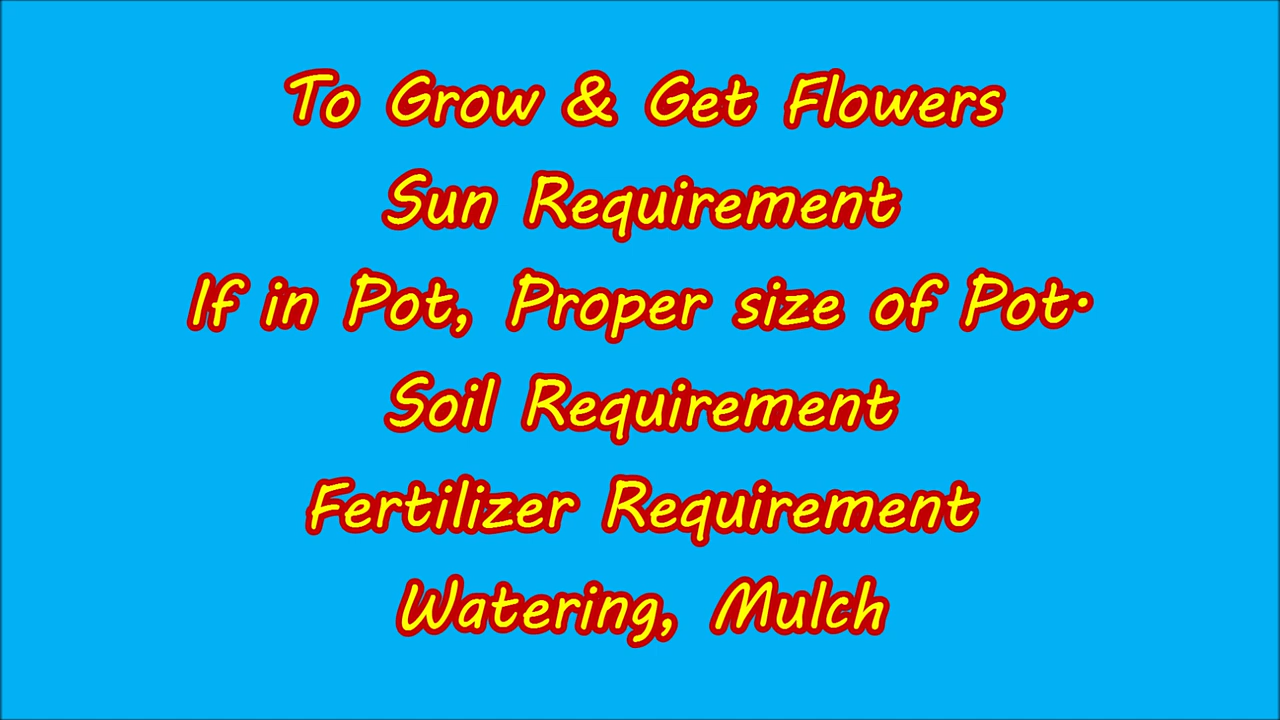 To Grow & Get Flowers
Sun Requirement
If in Pot, Proper size of Pot.
Soil Requirement
Fertilizer Requirement
Watering, Mulch